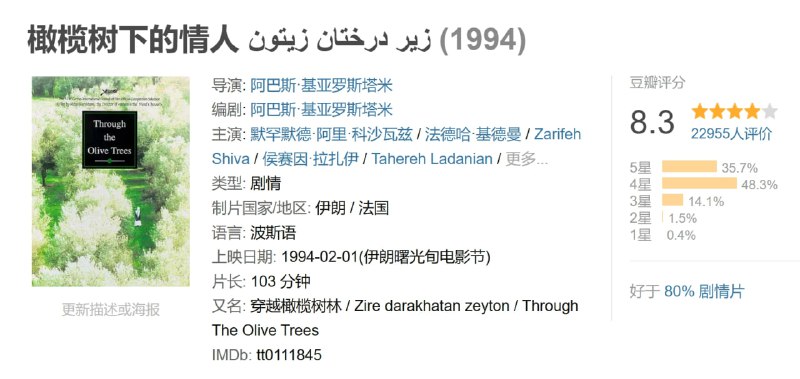 橄榄树下的情人 زیر درختان زیتون (1994)
Through
the
Olive Trees
更新描述或海报
导演: 阿巴斯·基亚罗斯塔米
编剧: 阿巴斯·基亚罗斯塔米
主演: 默罕默德·阿里·科沙瓦兹 / 法德哈·基德曼 / Zarifeh
Shiva / 侯赛因·拉扎伊 / Tahereh Ladanian / 更多...
类型: 剧情
制片国家/地区: 伊朗 / 法国
语言: 波斯语
上映日期: 1994-02-01(伊朗曙光旬电影节)
片长: 103 分钟
又名: 穿越橄榄树林 / Zire darakhatan zeyton / Through
The Olive Trees
IMDb: tt0111845
豆瓣评分
8.3
22955人评价
5星 35.7%
4星 48.3%
3星 14.1%
2星 1.5%
1星 0.4%
好于 80% 剧情片